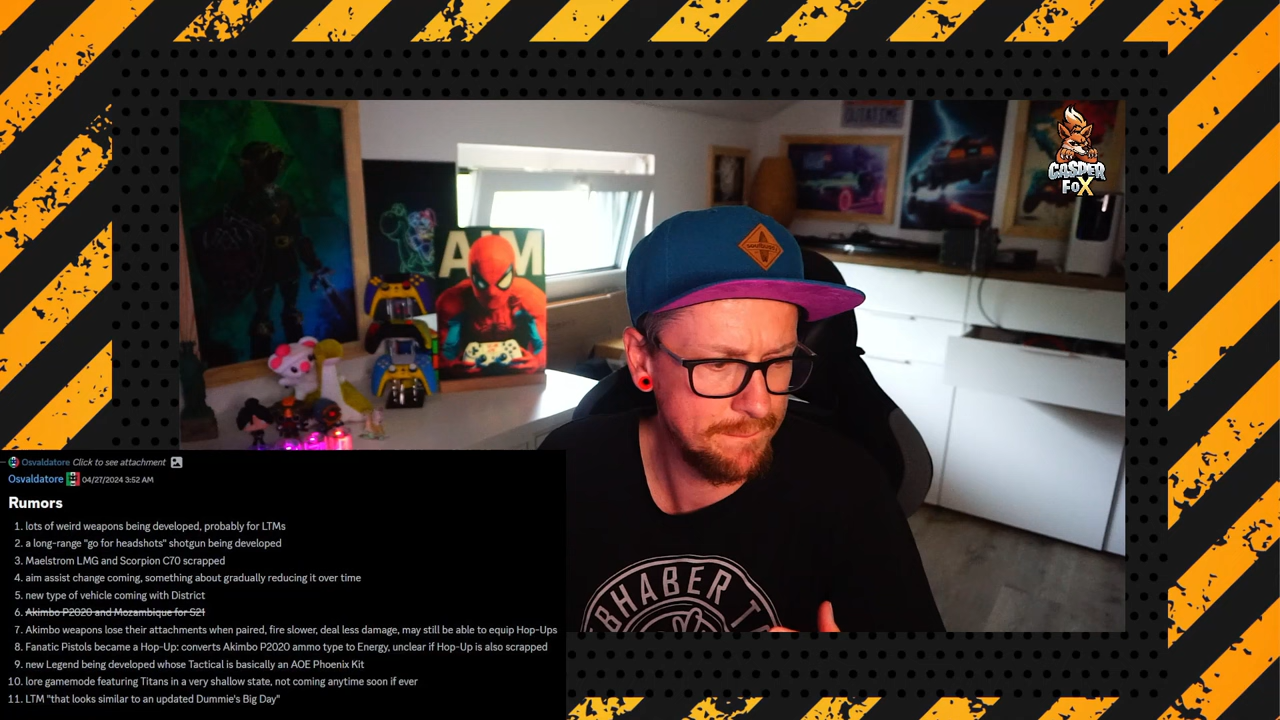 OUTATIME
CASPER
FOX
AIM
BHABER T
Osvaldatore Click to see attachment
Osvaldatore 04/27/2024 3:52 AM
Rumors
1. lots of weird weapons being developed, probably for LTMs
2. a long-range "go for headshots" shotgun being developed
3. Maelstrom LMG and Scorpion C70 scrapped
4. aim assist change coming, something about gradually reducing it over time
5. new type of vehicle coming with District
6. Akimbo P2020 and Mozambique for S21
7. Akimbo weapons lose their attachments when paired, fire slower, deal less damage, may still be able to equip Hop-Ups
8. Fanatic Pistols became a Hop-Up: converts Akimbo P2020 ammo type to Energy, unclear if Hop-Up is also scrapped
9. new Legend being developed whose Tactical is basically an AOE Phoenix Kit
10. lore gamemode featuring Titans in a very shallow state, not coming anytime soon if ever
11. LTM "that looks similar to an updated Dummie's Big Day"